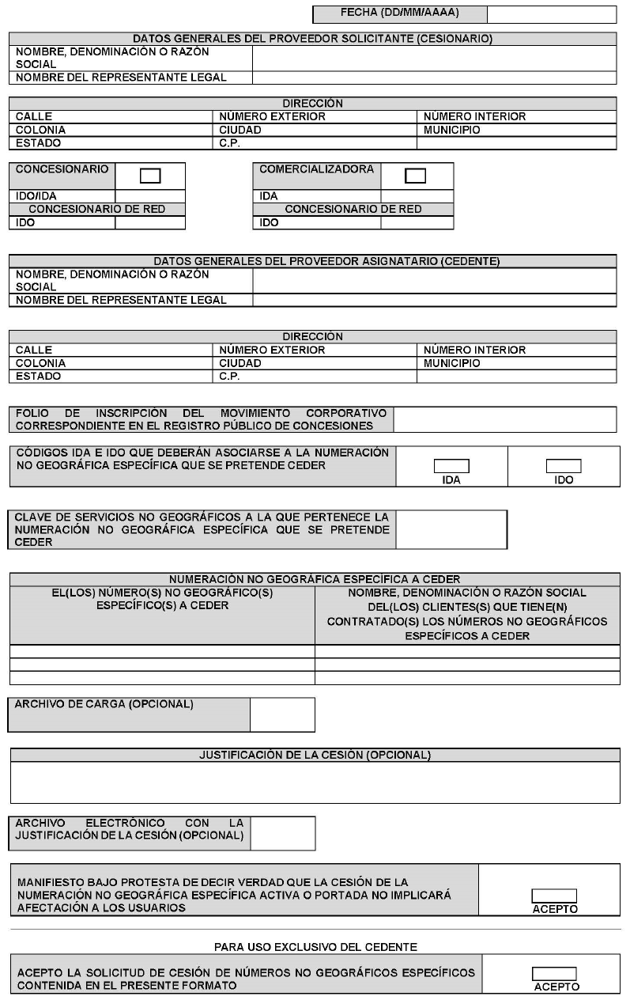 FECHA (DD/MM/AAAA)
DATOS GENERALES DEL PROVEEDOR SOLICITANTE (CESIONARIO)
NOMBRE, DENOMINACIÓN O RAZÓN
SOCIAL
NOMBRE DEL REPRESENTANTE LEGAL
DIRECCIÓN
CALLE NÚMERO EXTERIOR NÚMERO INTERIOR
COLONIA CIUDAD MUNICIPIO
ESTADO C.P.
CONCESIONARIO COMERCIALIZADORA
IDO/IDA IDA
CONCESIONARIO DE RED CONCESIONARIO DE RED
IDO IDO
DATOS GENERALES DEL PROVEEDOR ASIGNATARIO (CEDENTE)
NOMBRE, DENOMINACIÓN O RAZÓN
SOCIAL
NOMBRE DEL REPRESENTANTE LEGAL
DIRECCIÓN
CALLE NÚMERO EXTERIOR NÚMERO INTERIOR
COLONIA CIUDAD MUNICIPIO
ESTADO C.P.
FOLIO DE INSCRIPCIÓN DEL MOVIMIENTO CORPORATIVO
CORRESPONDIENTE EN EL REGISTRO PÚBLICO DE CONCESIONES
CÓDIGOS IDA E IDO QUE DEBERÁN ASOCIARSE A LA NUMERACIÓN
NO GEOGRÁFICA ESPECÍFICA QUE SE PRETENDE CEDER
IDA IDO
CLAVE DE SERVICIOS NO GEOGRÁFICOS A LA QUE PERTENECE LA
NUMERACIÓN NO GEOGRÁFICA ESPECÍFICA QUE SE PRETENDE
CEDER
NUMERACIÓN NO GEOGRÁFICA ESPECÍFICA A CEDER
EL(LOS) NÚMERO(S) NO GEOGRÁFICO(S)
ESPECÍFICO(S) A CEDER
NOMBRE, DENOMINACIÓN O RAZÓN SOCIAL
DEL(LOS) CLIENTES(S) QUE TIENE(N)
CONTRATADO(S) LOS NÚMEROS NO GEOGRÁFICOS
ESPECÍFICOS A CEDER
ARCHIVO DE CARGA (OPCIONAL)
JUSTIFICACIÓN DE LA CESIÓN (OPCIONAL)
ARCHIVO ELECTRÓNICO CON LA
JUSTIFICACIÓN DE LA CESIÓN (OPCIONAL)
MANIFIESTO BAJO PROTESTA DE DECIR VERDAD QUE LA CESIÓN DE LA
NUMERACIÓN NO GEOGRÁFICA ESPECÍFICA ACTIVA O PORTADA NO IMPLICARÁ
AFECTACIÓN A LOS USUARIOS
ACEPTO
PARA USO EXCLUSIVO DEL CEDENTE
ACEPTO LA SOLICITUD DE CESIÓN DE NÚMEROS NO GEOGRÁFICOS ESPECÍFICOS
CONTENIDA EN EL PRESENTE FORMATO
ACEPTO